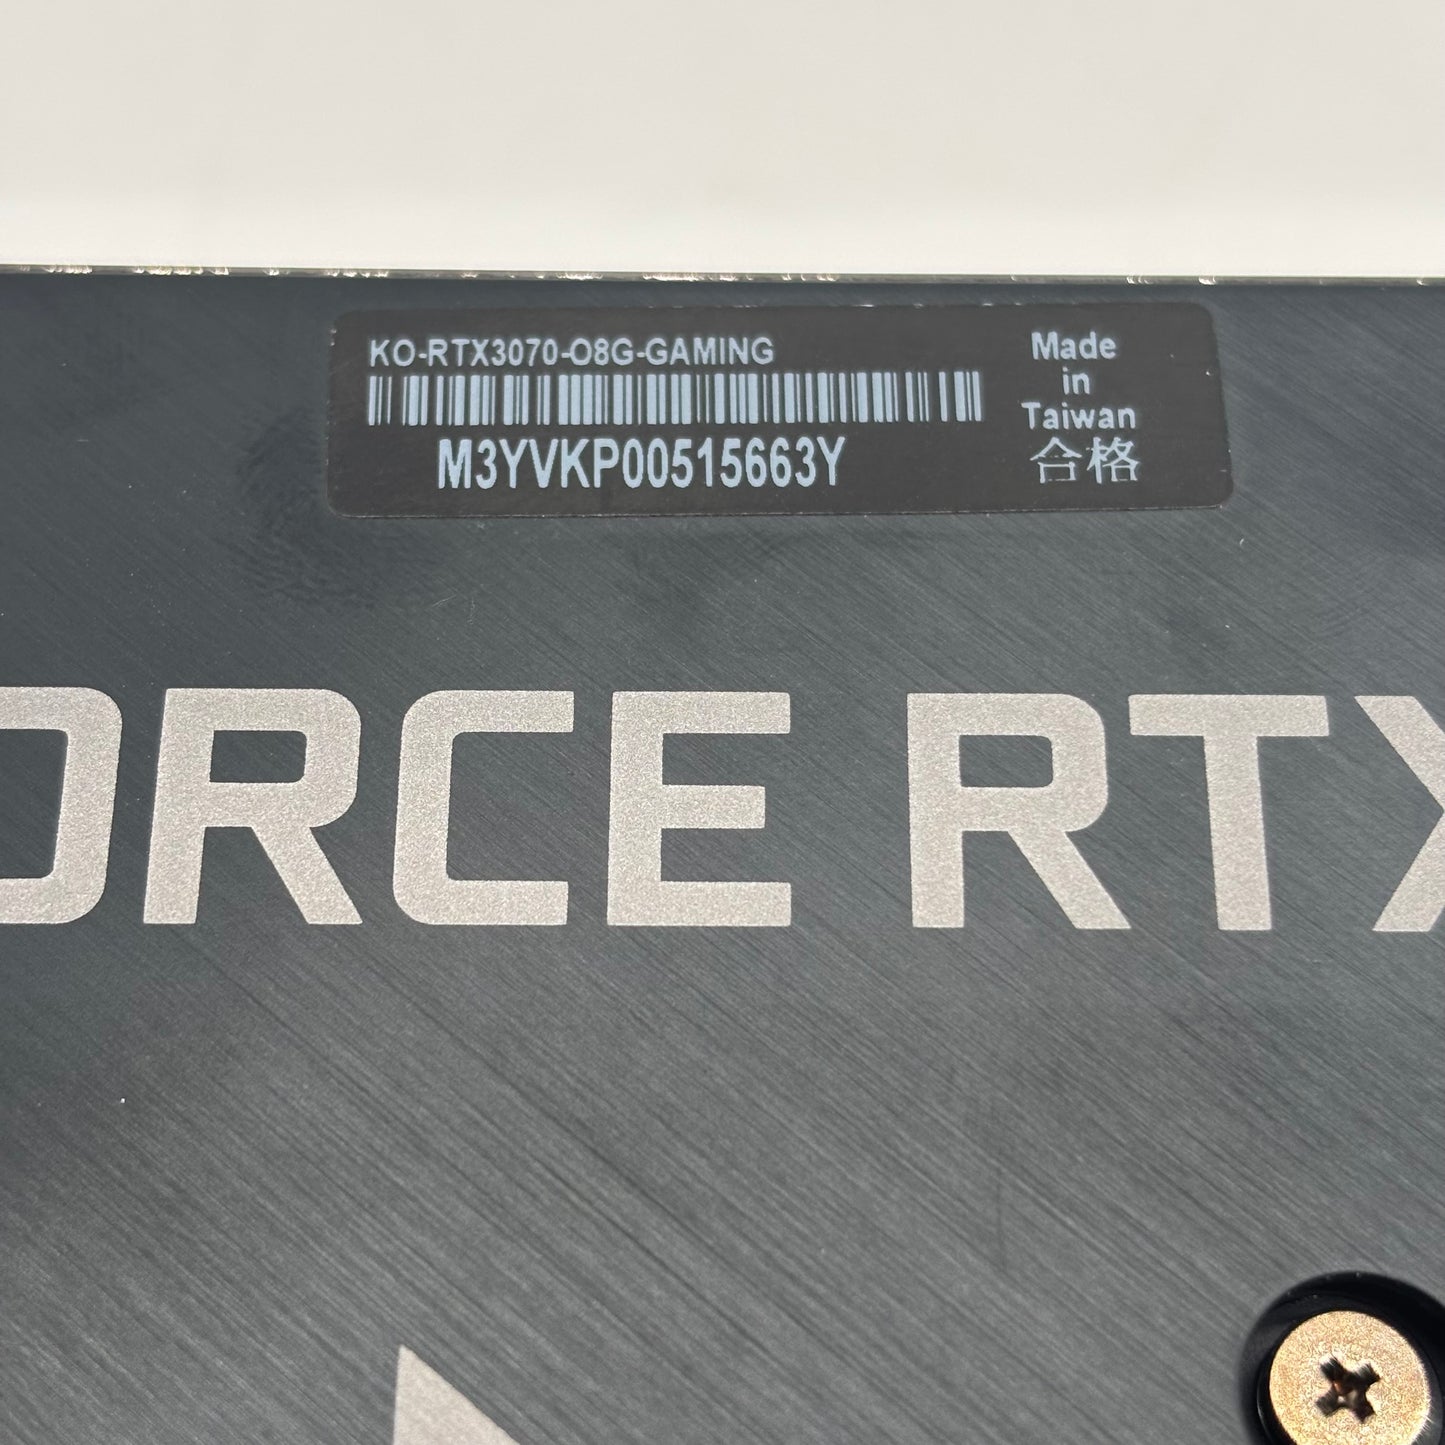 KO-RTX3070-O8G-GAMING
M3YVKP00515663Y
Made
in
Taiwan
合格
ORCE RTX